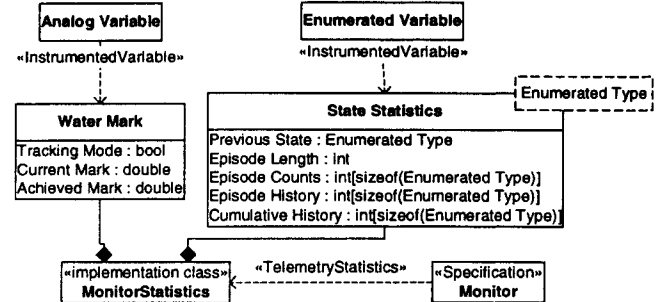 Analog Variable
Enumerated Variable
«InstrumentedVariable»
«InstrumentedVariable»
Enumerated Type
State Statistics
Water Mark
Previous State : Enumerated Type
Episode Length : int
Episode Counts : int[sizeof(Enumerated Type)]
Episode History : int[sizeof(Enumerated Type)]
Cumulative History : int[sizeof(Enumerated Type)]
Tracking Mode : bool
Current Mark : double
Achieved Mark : double
«implementation class»
MonitorStatistics
«TelemetryStatistics»
«Specification»
Monitor